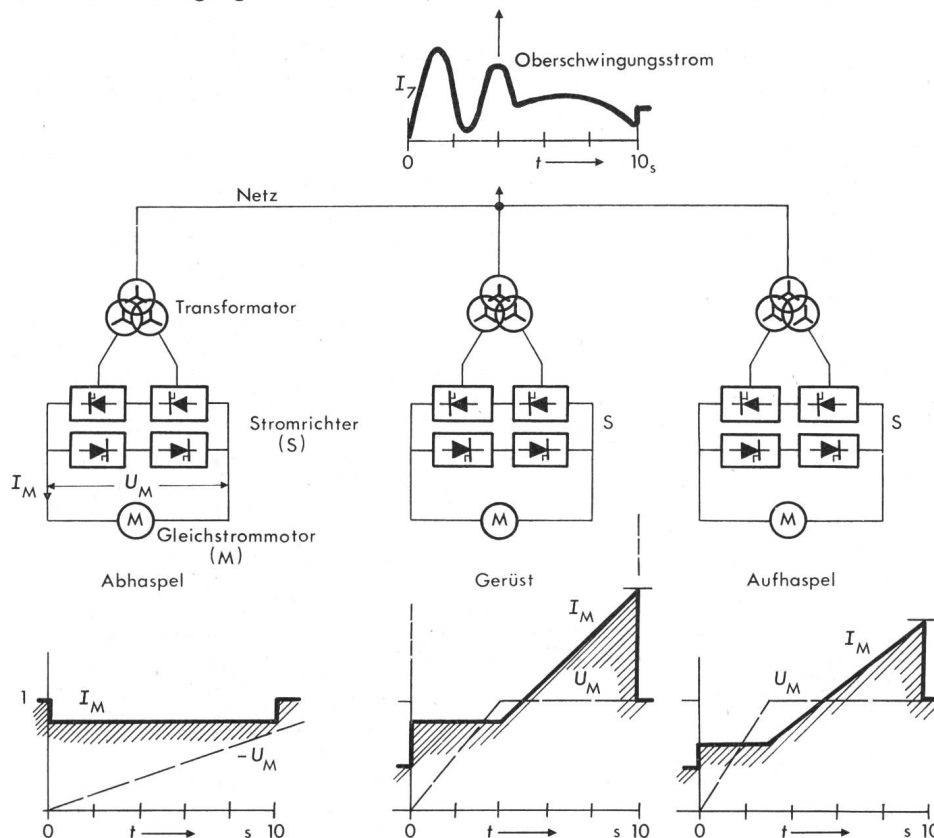 Oberschwingungsstrom
I7
0
t
10s
Netz
Transformator
Stromrichter
(S)
S
S
IM
UM
M
M
M
Gleichstrommotor
(M)
Abhaspel
Gerüst
Aufhaspel
1
IM
-UM
0
t
s 10
IM
UM
0
t
s 10
IM
UM
0
t
s 10